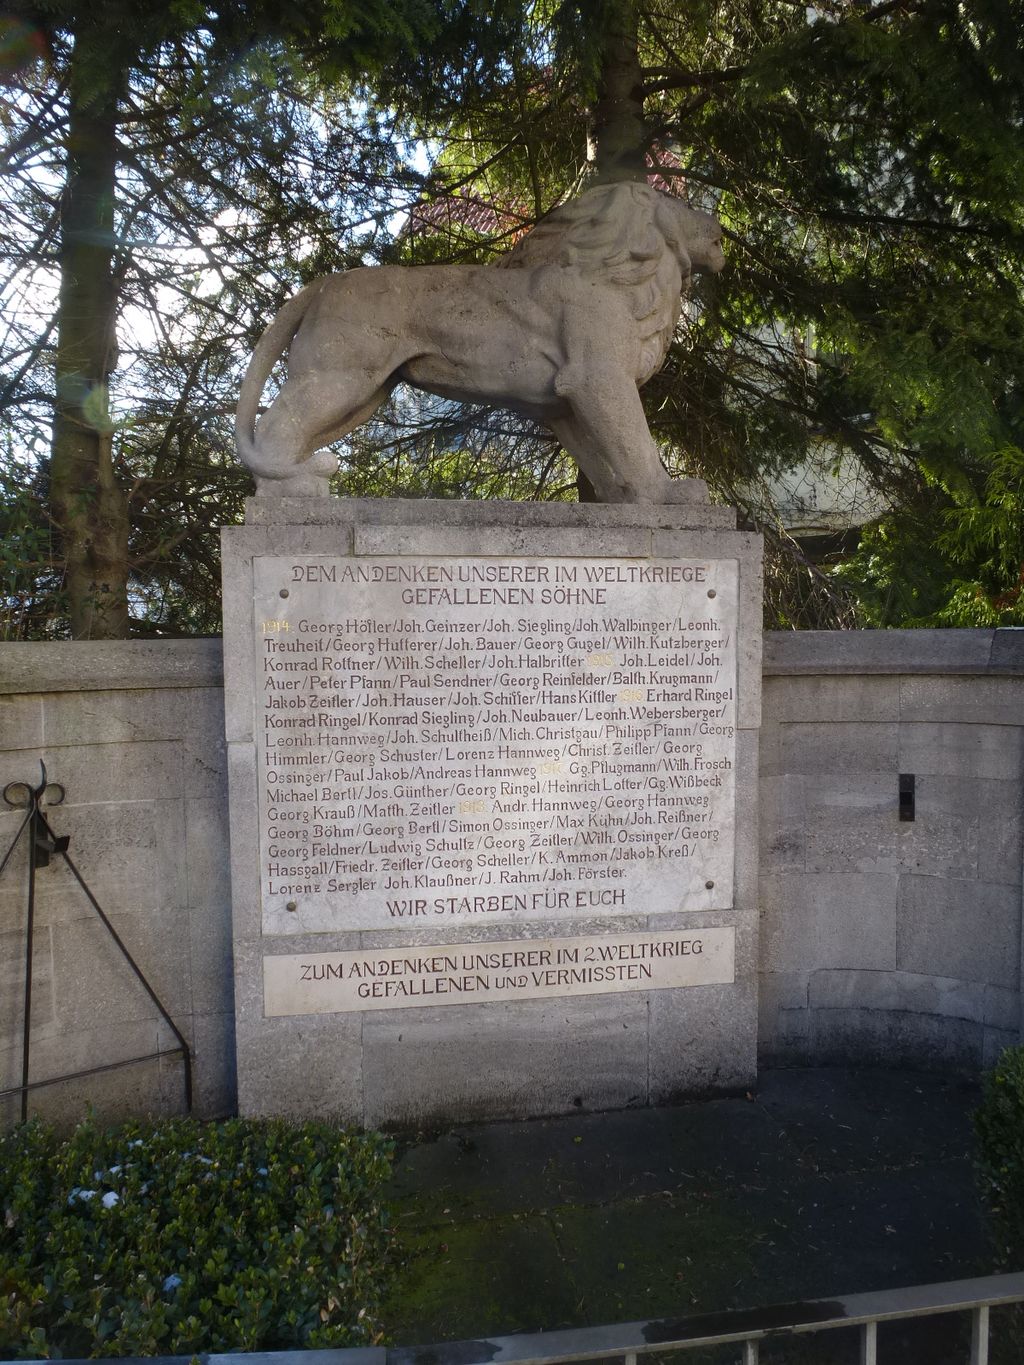 DEM ANDENKEN UNSERER IM WELTKRIEGE
GEFALLENEN SÖHNE
1914. Georg Höfler/Joh. Geinzer/Joh. Siegling/Joh. Walbinger/Leonh.
Treuheit/Georg Hufferer/Joh. Bauer/Georg Gugel/Wilh. Kutzberger/
Konrad Rottner/Wilh. Scheller/Joh. Halbritter 1915. Joh. Leidel/Joh.
Auer/Peter Pfann/Paul Sendner/Georg Reinfelder/Balth. Krugmann/
Jakob Zeitler/Joh. Hauser/Joh. Schifler/Hans Kittler 1916 Erhard Ringel
Konrad Ringel/Konrad Siegling/Joh. Neubauer/Leonh. Webersberger/
Leonh. Hannweg/Joh. Schultheiß/Mich. Christgau/Philipp Pfann/Georg
Himmler/Georg Schuster/Lorenz Hannweg/Christ. Zeitler/Georg
Ossinger/Paul Jakob/Andreas Hannweg 1917. Gg. Pflugmann/Wilh. Frosch
Michael Bertl/Jos. Günther/Georg Ringel/Heinrich Lotter/Gg. Wißbeck
Georg Krauß/Matth. Zeitler 1918. Andr. Hannweg/Georg Hannweg
Georg Böhm/Georg Bertl/Simon Ossinger/Max Kühn/Joh. Reißner/
Georg Feldner/Ludwig Schultz/Georg Zeitler/Wilh. Ossinger/Georg
Hassgall/Friedr. Zeitler/Georg Scheller/K. Ammon/Jakob Kreß/
Lorenz Sergler/Joh. Klaußner/J. Rahm/Joh. Förster.
WIR STARBEN FÜR EUCH
ZUM ANDENKEN UNSERER IM 2. WELTKRIEG
GEFALLENEN UND VERMISSTEN